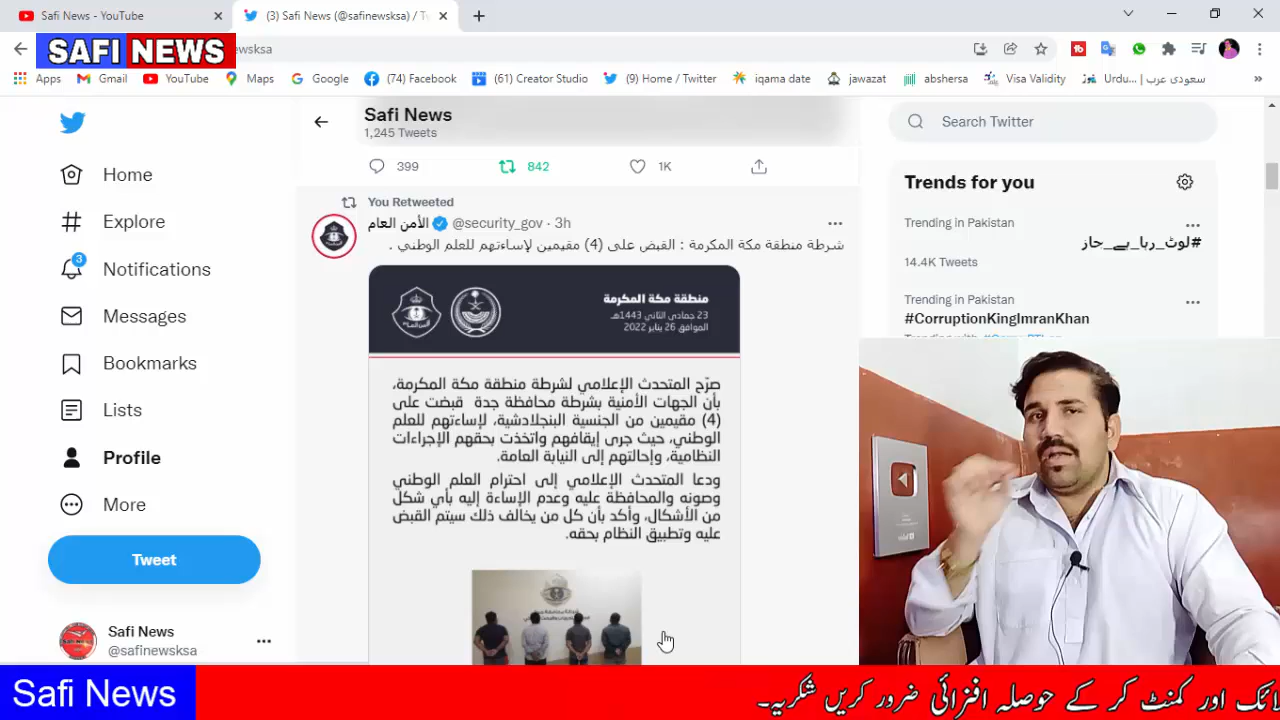 Safi News - YouTube
(3) Safi News (@safinewsksa) / Tw
SAFI NEWS
ewsksa
Apps
Gmail
YouTube
Maps
Google
(74) Facebook
(61) Creator Studio
(9) Home / Twitter
iqama date
jawazat
abshersa
Visa Validity
سعودی عرب | Urdu...
Home
Explore
3
Notifications
Messages
Bookmarks
Lists
Profile
More
Tweet
Safi News
@safinewsksa
Safi News
1,245 Tweets
399
842
1K
You Retweeted
الأمن العام @security_gov · 3h
شرطة منطقة مكة المكرمة : القبض على (4) مقيمين لإساءتهم للعلم الوطني .
منطقة مكة المكرمة
23 جمادى الثاني 1443هـ
الموافق 26 يناير 2022
صرّح المتحدث الإعلامي لشرطة منطقة مكة المكرمة،
بأن الجهات الأمنية بشرطة محافظة جدة قبضت على
(4) مقيمين من الجنسية البنجلادشية، لإساءتهم للعلم
الوطني، حيث جرى إيقافهم واتخذت بحقهم الإجراءات
النظامية، وإحالتهم إلى النيابة العامة.
ودعا المتحدث الإعلامي إلى احترام العلم الوطني
وصونه والمحافظة عليه وعدم الإساءة إليه بأي شكل
من الأشكال، وأكد بأن كل من يخالف ذلك سيتم القبض
عليه وتطبيق النظام بحقه.
Search Twitter
Trends for you
Trending in Pakistan
#لوٹ_رہا_ہے_حاز
14.4K Tweets
Trending in Pakistan
#CorruptionKingImranKhan
Trending with
Safi News
لائک اور کمنٹ کر کے حوصلہ افزائی ضرور کریں شکریہ۔